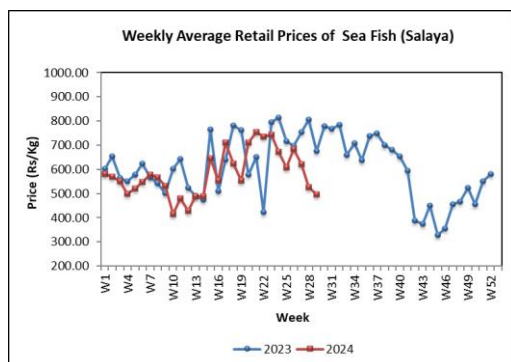 Weekly Average Retail Prices of Sea Fish (Salaya)
Price (Rs/Kg)
1000.00
900.00
800.00
700.00
600.00
500.00
400.00
300.00
200.00
W1
W4
W7
W10
W13
W16
W19
W22
W25
W28
W31
W34
W37
W40
W43
W46
W49
W52
Week
2023
2024